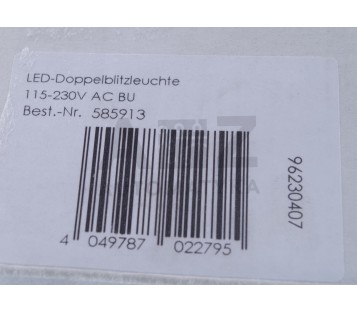 LED-Doppelblitzleuchte
115-230V AC BU
Best.-Nr. 585913
4 049787 022795
96230407